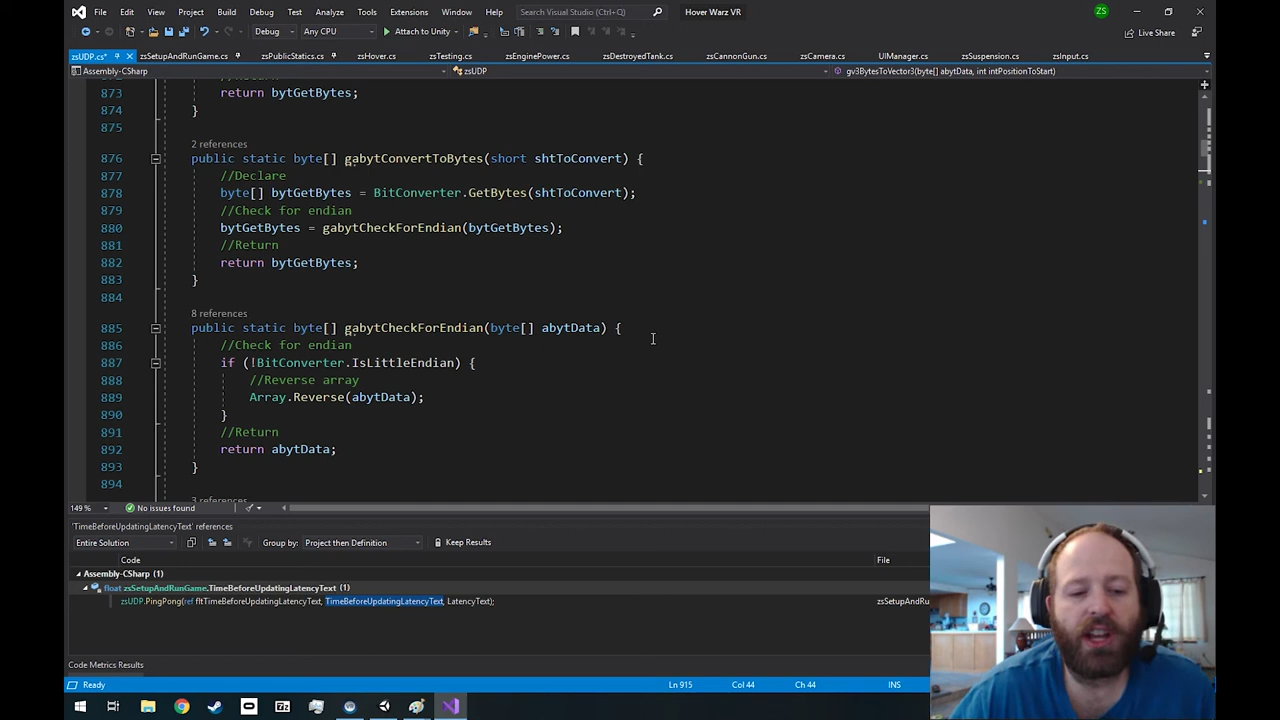 File Edit View Project Build Debug Test Analyze Tools Extensions Window Help Search Visual Studio (Ctrl+Q) Hover Warz VR ZS
Debug Any CPU Attach to Unity Live Share
zsUDP.cs* zsSetupAndRunGame.cs zsPublicStatics.cs zsHover.cs zsTesting.cs zsEnginePower.cs zsDestroyedTank.cs zsCannonGun.cs zsCamera.cs UIManager.cs zsSuspension.cs zsInput.cs
Assembly-CSharp zsUDP gv3BytesToVector3(byte[] abytData, int intPositionToStart)
873 return bytGetBytes;
874 }
875
2 references
876 public static byte[] gabytConvertToBytes(short shtToConvert) {
877 //Declare
878 byte[] bytGetBytes = BitConverter.GetBytes(shtToConvert);
879 //Check for endian
880 bytGetBytes = gabytCheckForEndian(bytGetBytes);
881 //Return
882 return bytGetBytes;
883 }
884
8 references
885 public static byte[] gabytCheckForEndian(byte[] abytData) {
886 //Check for endian
887 if (!BitConverter.IsLittleEndian) {
888 //Reverse array
889 Array.Reverse(abytData);
890 }
891 //Return
892 return abytData;
893 }
894
3 references
149 % No issues found
'TimeBeforeUpdatingLatencyText' references
Entire Solution Group by: Project then Definition Keep Results
Code File
Assembly-CSharp (1)
float zsSetupAndRunGame.TimeBeforeUpdatingLatencyText (1)
zsUDP.PingPong(ref fltTimeBeforeUpdatingLatencyText, TimeBeforeUpdatingLatencyText, LatencyText); zsSetupAndRu
Code Metrics Results
Ready Ln 915 Col 44 Ch 44 INS